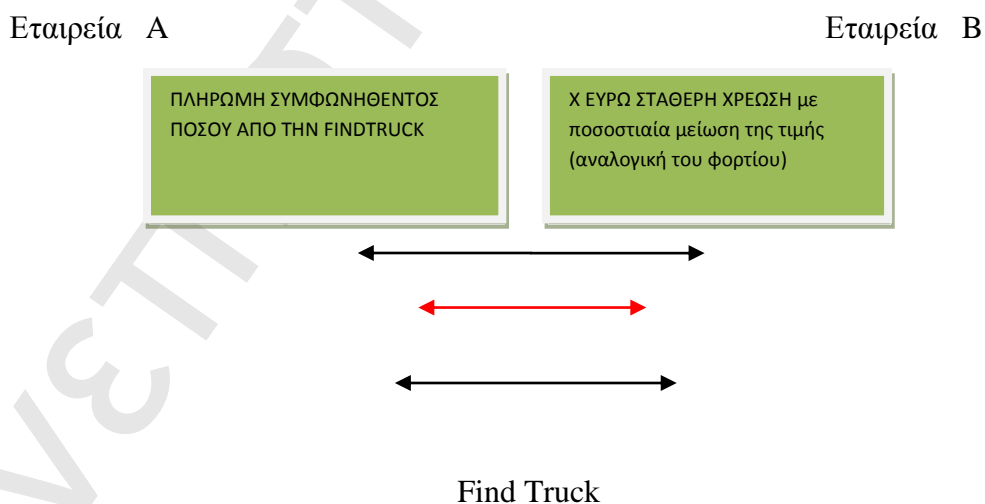 Εταιρεία Α
Εταιρεία Β
ΠΛΗΡΩΜΗ ΣΥΜΦΩΝΗΘΕΝΤΟΣ
ΠΟΣΟΥ ΑΠΟ ΤΗΝ FINDTRUCK
Χ ΕΥΡΩ ΣΤΑΘΕΡΗ ΧΡΕΩΣΗ με
ποσοστιαία μείωση της τιμής
(αναλογική του φορτίου)
Find Truck